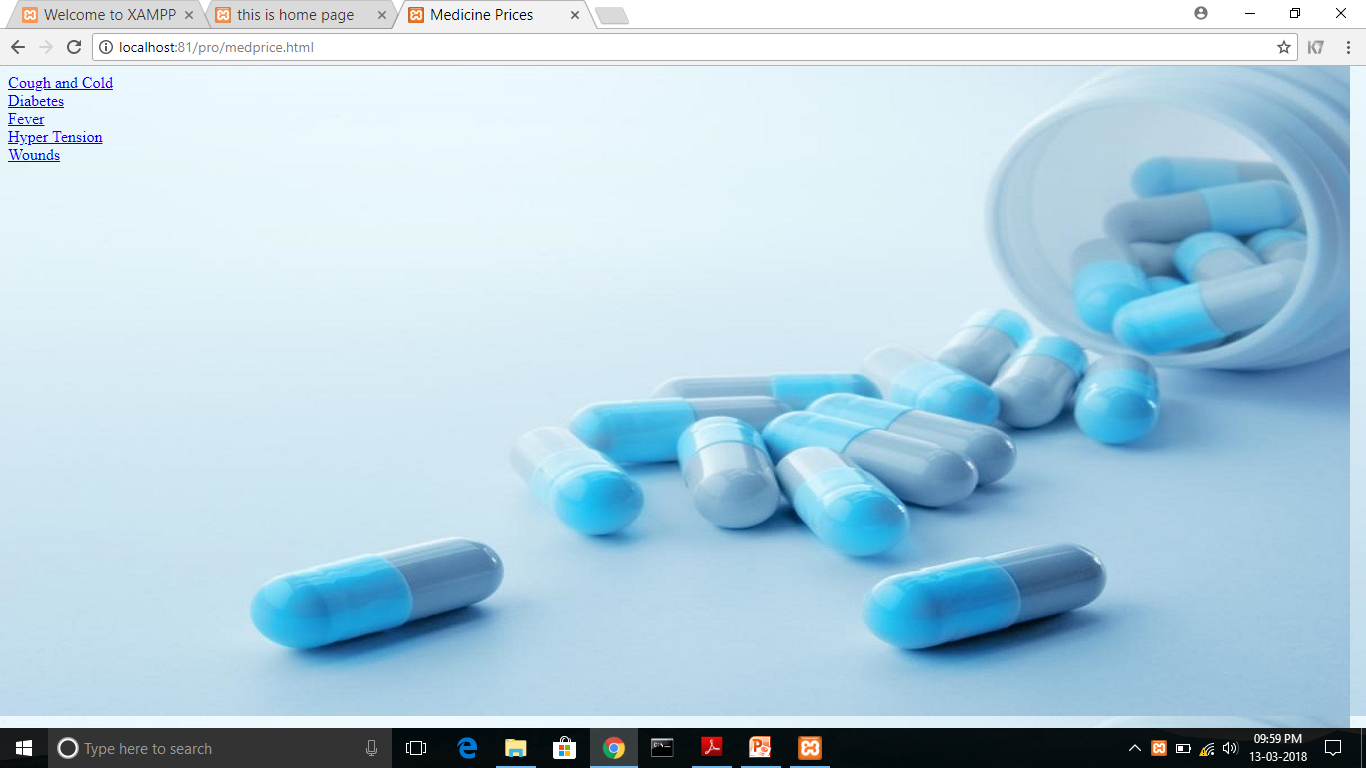 Welcome to XAMPP
this is home page
Medicine Prices
localhost:81/pro/medprice.html
K7
Cough and Cold
Diabetes
Fever
Hyper Tension
Wounds
Type here to search
09:59 PM
13-03-2018